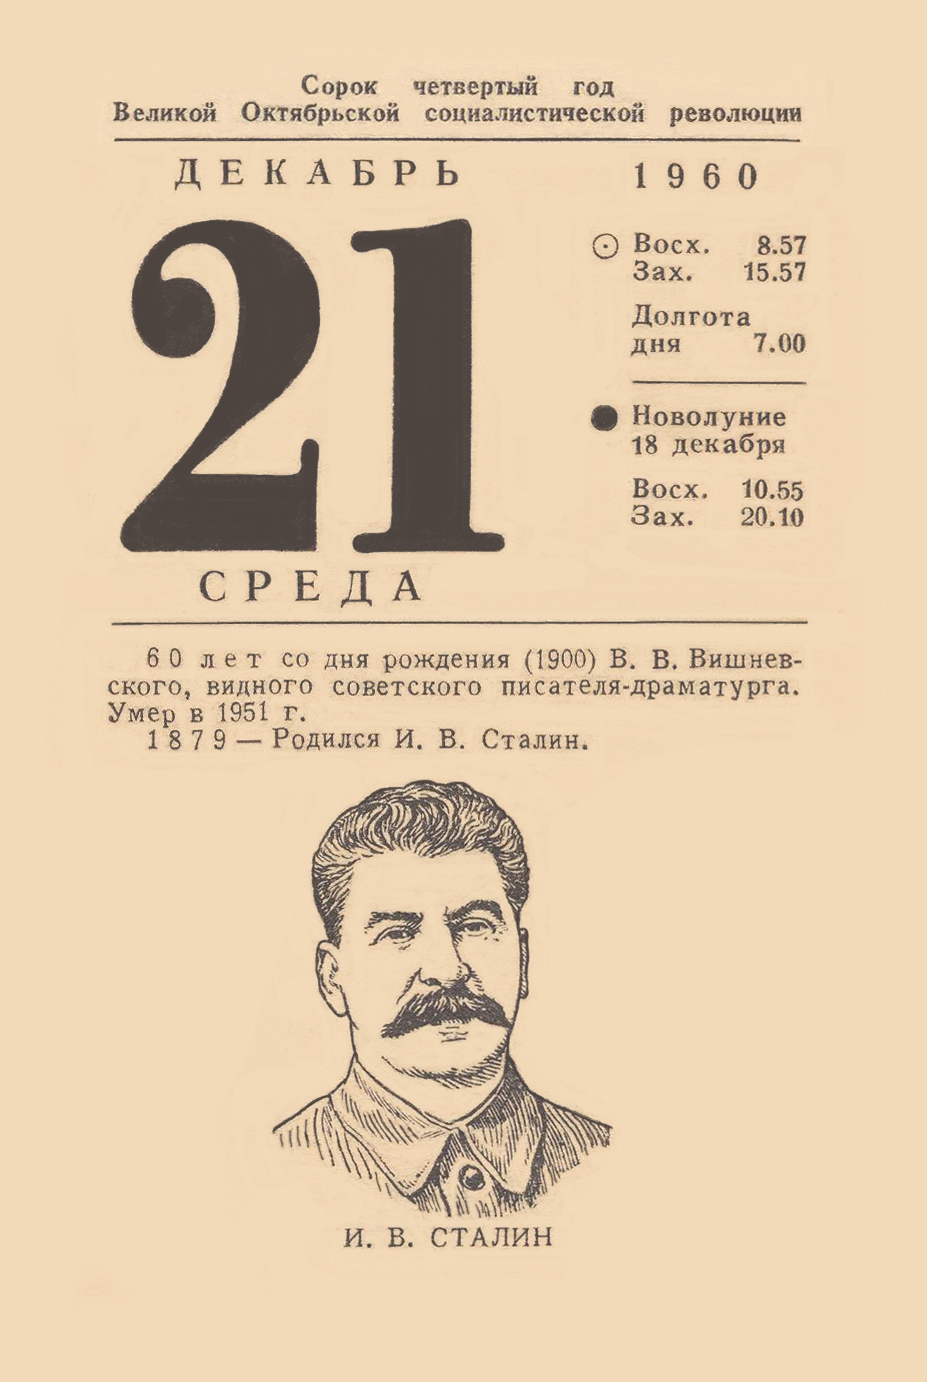 Сорок четвертый год
Великой Октябрьской социалистической революции
ДЕКАБРЬ 1960
21
Восх. 8.57
Зах. 15.57
Долгота
дня 7.00
Новолуние
18 декабря
Восх. 10.55
Зах. 20.10
СРЕДА
60 лет со дня рождения (1900) В. В. Вишнев-
ского, видного советского писателя-драматурга.
Умер в 1951 г.
1879 — Родился И. В. Сталин.
И. В. СТАЛИН